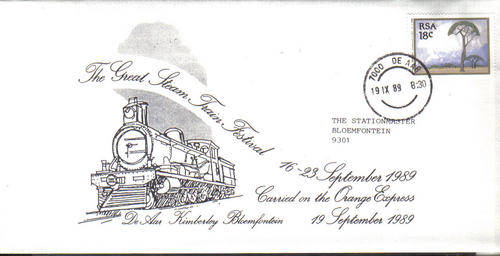 RSA
18c
7000 DE AAR
19 IX 89 8:30
The Great Steam Train Festival
THE STATIONMASTER
BLOEMFONTEIN
9301
16-23 September 1989
Carried on the Orange Express
De Aar Kimberley Bloemfontein 19 September 1989